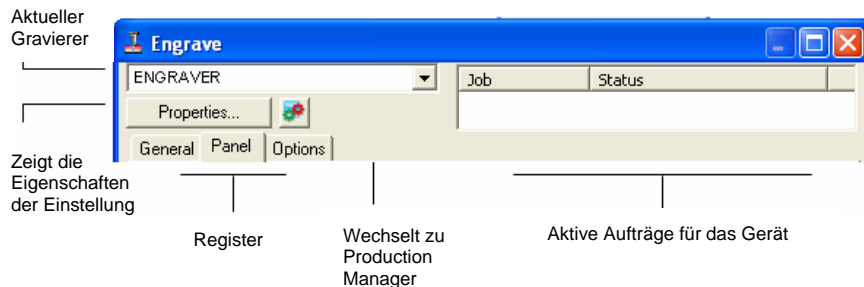 Aktueller
Gravierer
Engrave
ENGRAVER
Job Status
Properties...
General Panel Options
Zeigt die
Eigenschaften
der Einstellung
Register
Wechselt zu
Production
Manager
Aktive Aufträge für das Gerät